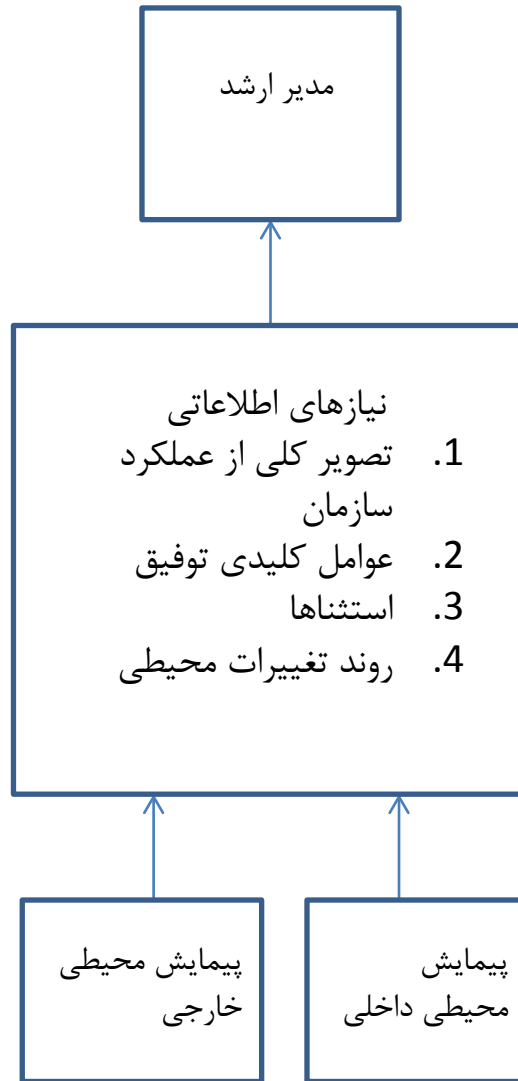 مدیر ارشد
نیازهای اطلاعاتی
1. تصویر کلی از عملکرد
سازمان
2. عوامل کلیدی توفیق
3. استثناها
4. روند تغییرات محیطی
پیمایش
محیطی داخلی
پیمایش محیطی
خارجی